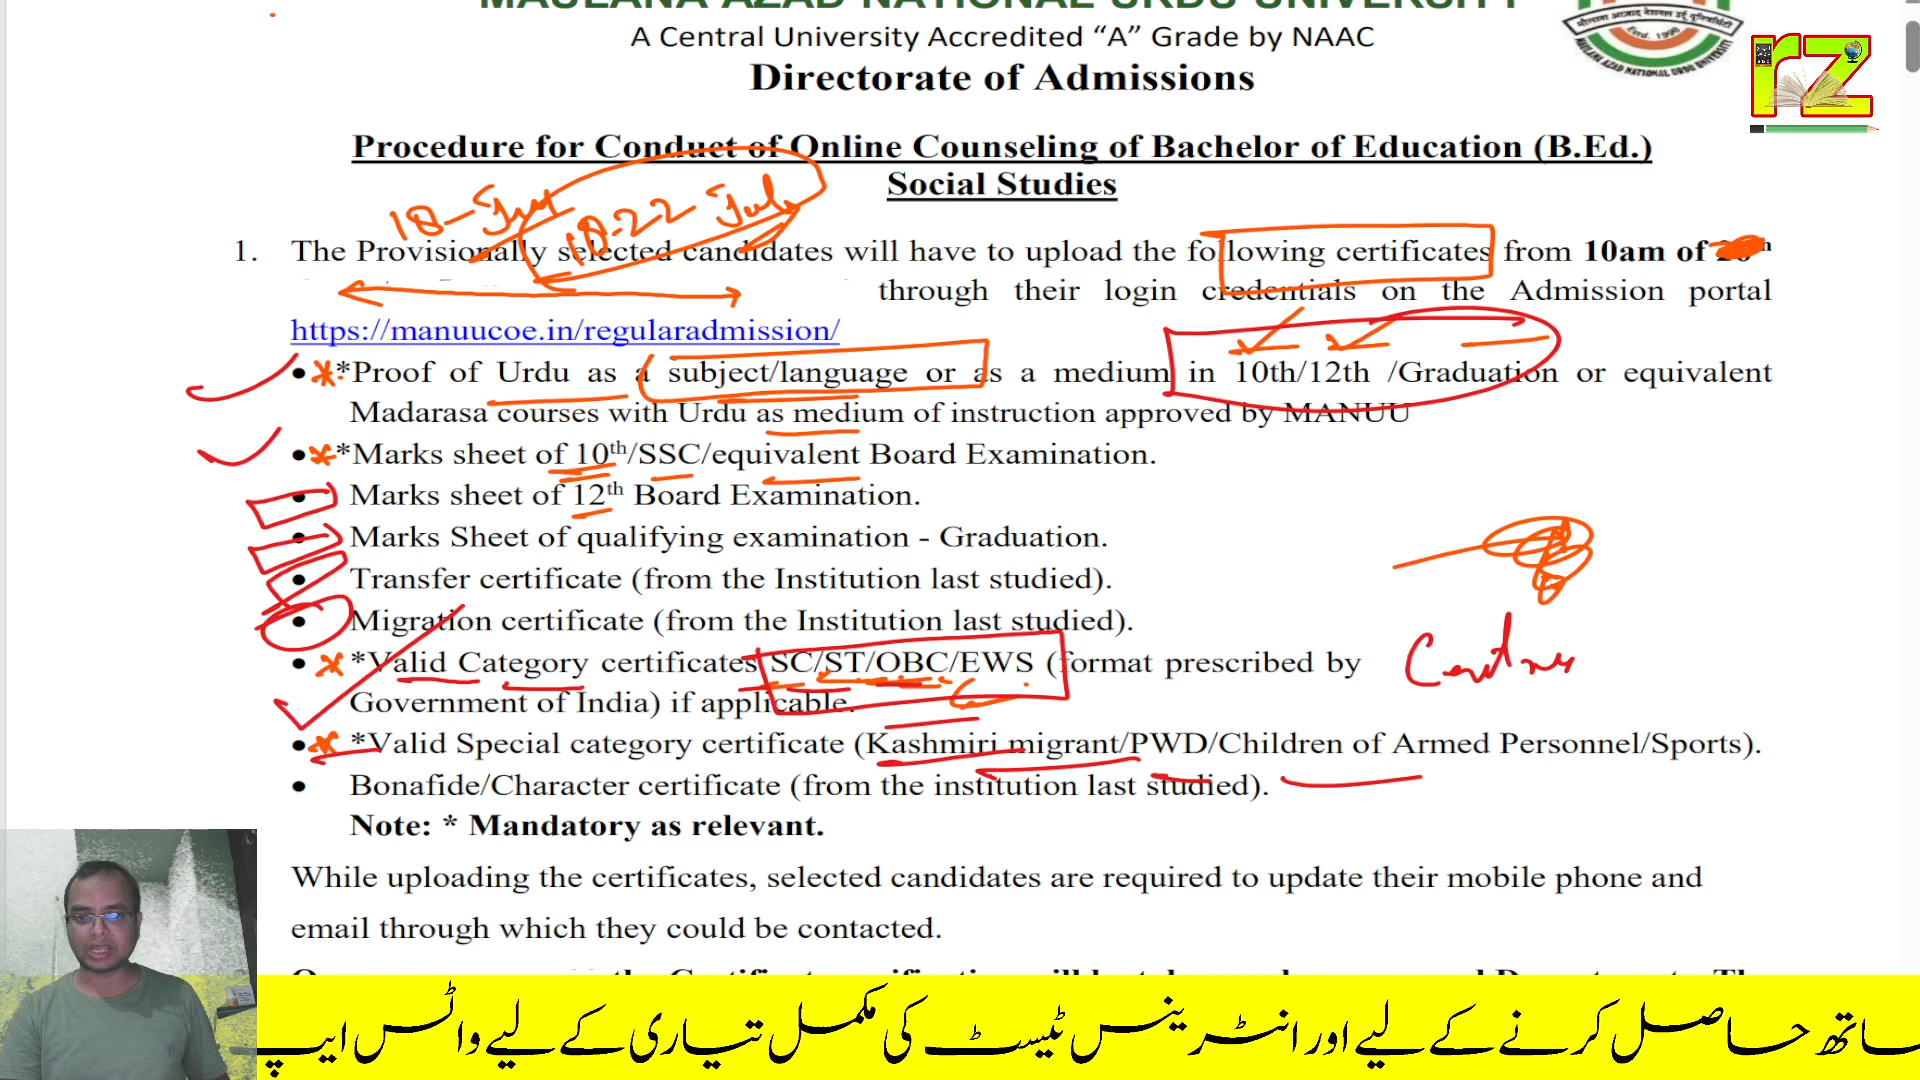 MAULANA AZAD NATIONAL URDU UNIVERSITY
A Central University Accredited “A” Grade by NAAC
Directorate of Admissions
rz
Procedure for Conduct of Online Counseling of Bachelor of Education (B.Ed.)
Social Studies
18-22 July
1. The Provisionally selected candidates will have to upload the following certificates from 10am of
through their login credentials on the Admission portal
https://manuucoe.in/regularadmission/
• *Proof of Urdu as a subject/language or as a medium in 10th/12th /Graduation or equivalent
Madarasa courses with Urdu as medium of instruction approved by MANUU
• *Marks sheet of 10th/SSC/equivalent Board Examination.
• Marks sheet of 12th Board Examination.
• Marks Sheet of qualifying examination - Graduation.
• Transfer certificate (from the Institution last studied).
• Migration certificate (from the Institution last studied).
• *Valid Category certificates SC/ST/OBC/EWS (format prescribed by
Government of India) if applicable.
• *Valid Special category certificate (Kashmiri migrant/PWD/Children of Armed Personnel/Sports).
• Bonafide/Character certificate (from the institution last studied).
Note: * Mandatory as relevant.
While uploading the certificates, selected candidates are required to update their mobile phone and
email through which they could be contacted.
ساتھ حاصل کرنے کے لیے اور انٹرینس ٹیسٹ کی مکمل تیاری کے لیے واٹس ایپ